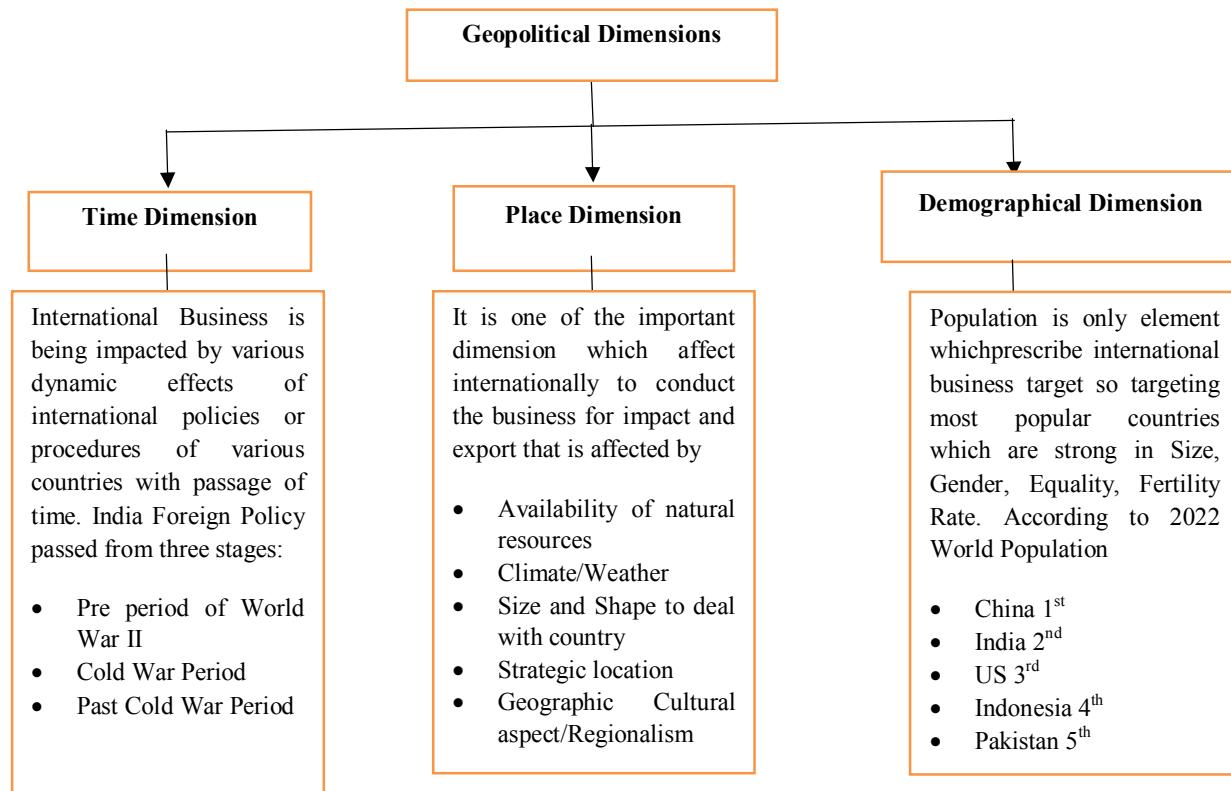 Geopolitical Dimensions
Time Dimension
International Business is
being impacted by various
dynamic effects of
international policies or
procedures of various
countries with passage of
time. India Foreign Policy
passed from three stages:
• Pre period of World
War II
• Cold War Period
• Past Cold War Period
Place Dimension
It is one of the important
dimension which affect
internationally to conduct
the business for impact and
export that is affected by
• Availability of natural
resources
• Climate/Weather
• Size and Shape to deal
with country
• Strategic location
• Geographic Cultural
aspect/Regionalism
Demographical Dimension
Population is only element
whichprescribe international
business target so targeting
most popular countries
which are strong in Size,
Gender, Equality, Fertility
Rate. According to 2022
World Population
• China 1st
• India 2nd
• US 3rd
• Indonesia 4th
• Pakistan 5th